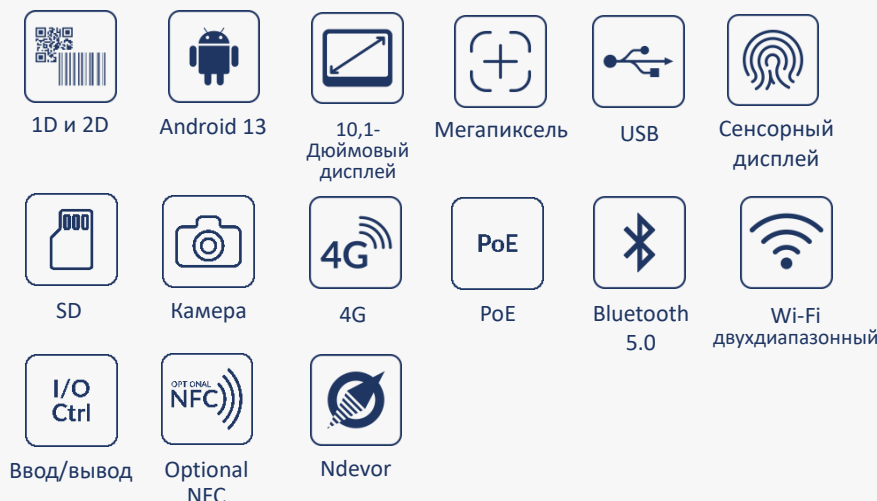 1D и 2D
Android 13
10,1-
Дюймовый
дисплей
Мегапиксель
USB
Сенсорный
дисплей
4G
PoE
SD
Камера
4G
PoE
Bluetooth
5.0
Wi-Fi
двухдиапазонный
I/O
Ctrl
OPTIONAL
NFC
Ввод/вывод
Optional
NFC
Ndevor